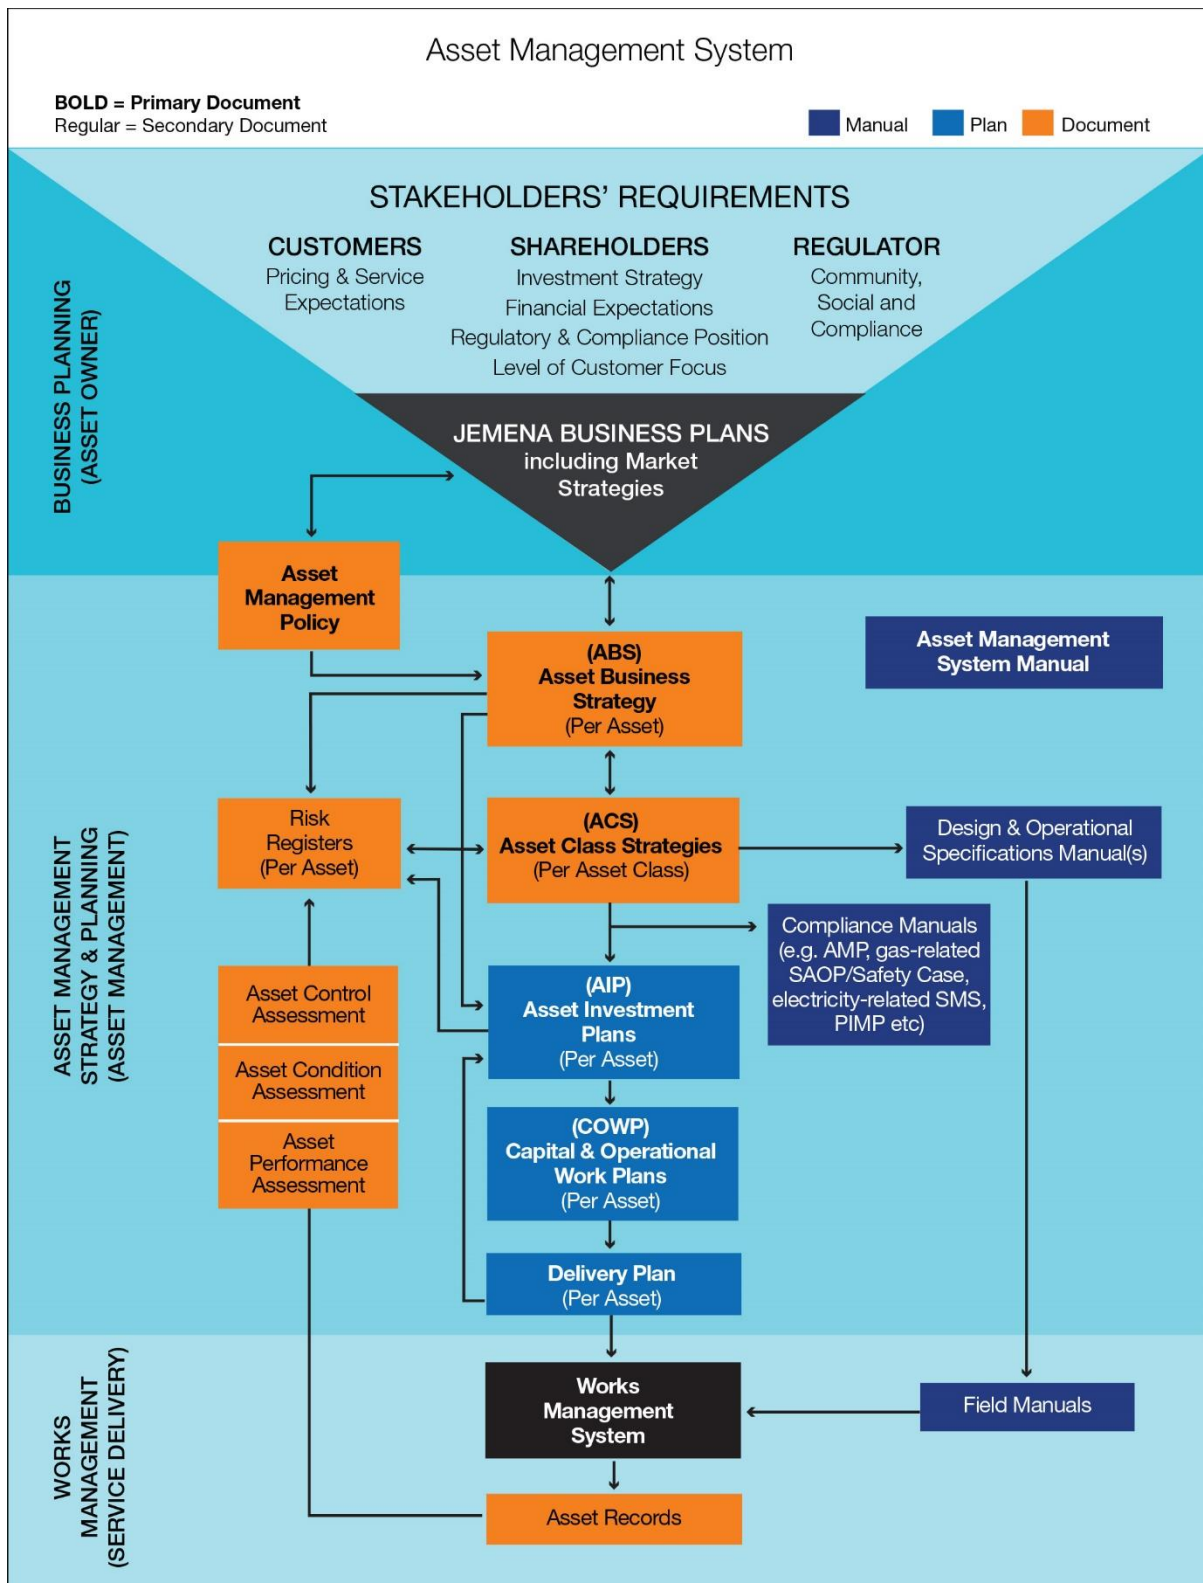 Asset Management System
BOLD = Primary Document
Regular = Secondary Document
Manual
Plan
Document
STAKEHOLDERS’ REQUIREMENTS
CUSTOMERS
Pricing & Service
Expectations
SHAREHOLDERS
Investment Strategy
Financial Expectations
Regulatory & Compliance Position
Level of Customer Focus
REGULATOR
Community,
Social and
Compliance
BUSINESS PLANNING
(ASSET OWNER)
JEMENA BUSINESS PLANS
including Market
Strategies
Asset
Management
Policy
(ABS)
Asset Business
Strategy
(Per Asset)
Asset Management
System Manual
ASSET MANAGEMENT
STRATEGY & PLANNING
(ASSET MANAGEMENT)
Risk
Registers
(Per Asset)
(ACS)
Asset Class Strategies
(Per Asset Class)
Design & Operational
Specifications Manual(s)
Compliance Manuals
(e.g. AMP, gas-related
SAOP/Safety Case,
electricity-related SMS,
PIMP etc)
Asset Control
Assessment
Asset Condition
Assessment
Asset
Performance
Assessment
(AIP)
Asset Investment
Plans
(Per Asset)
(COWP)
Capital & Operational
Work Plans
(Per Asset)
Delivery Plan
(Per Asset)
WORKS
MANAGEMENT
(SERVICE DELIVERY)
Works
Management
System
Field Manuals
Asset Records